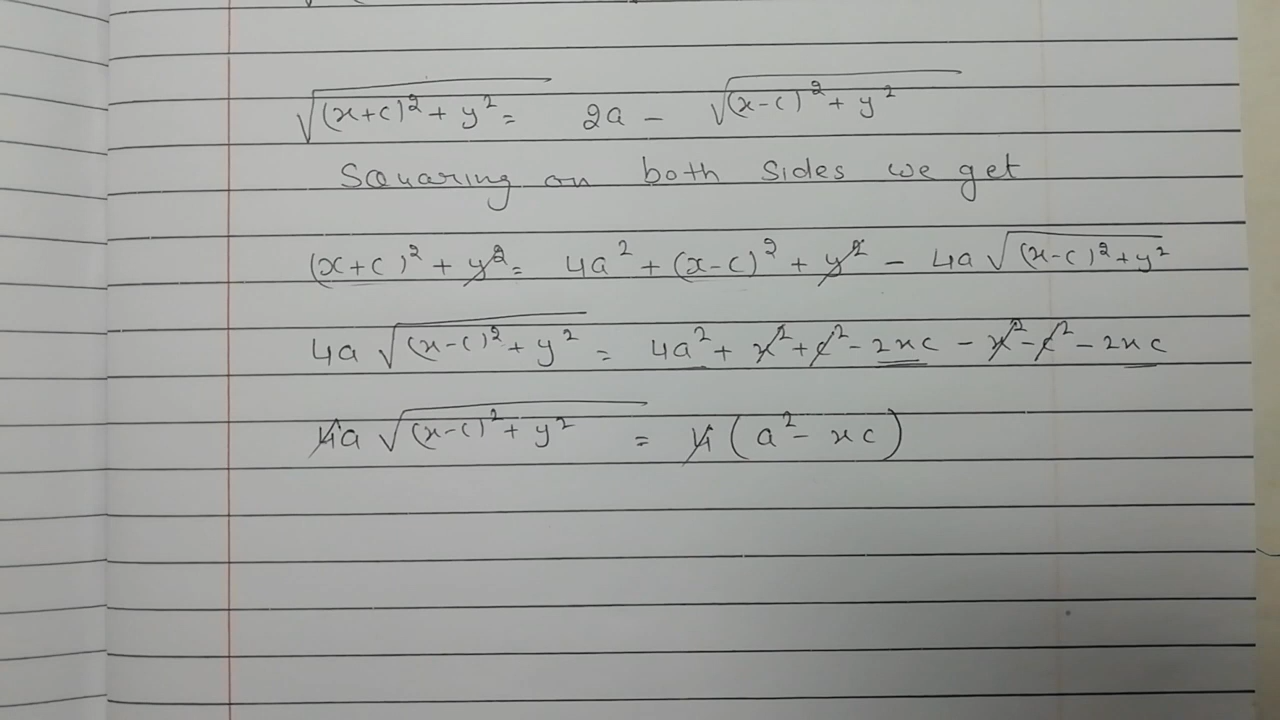 √(x+c)² + y² = 2a - √(x-c)² + y²
Squaring on both sides we get
(x+c)² + y² = 4a² + (x-c)² + y² - 4a √(x-c)² + y²
4a √(x-c)² + y² = 4a² + x² + c² - 2xc - x² - c² - 2xc
4a √(x-c)² + y² = 4 (a² - xc)